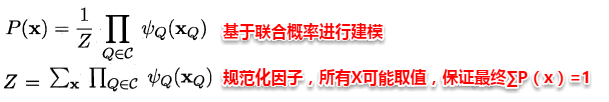 P(x) = 1/Z ∏_{Q∈C} ψ_Q(x_Q) 基于联合概率进行建模
Z = ∑_x ∏_{Q∈C} ψ_Q(x_Q) 规范化因子，所有X可能取值，保证最终∑P（x）=1